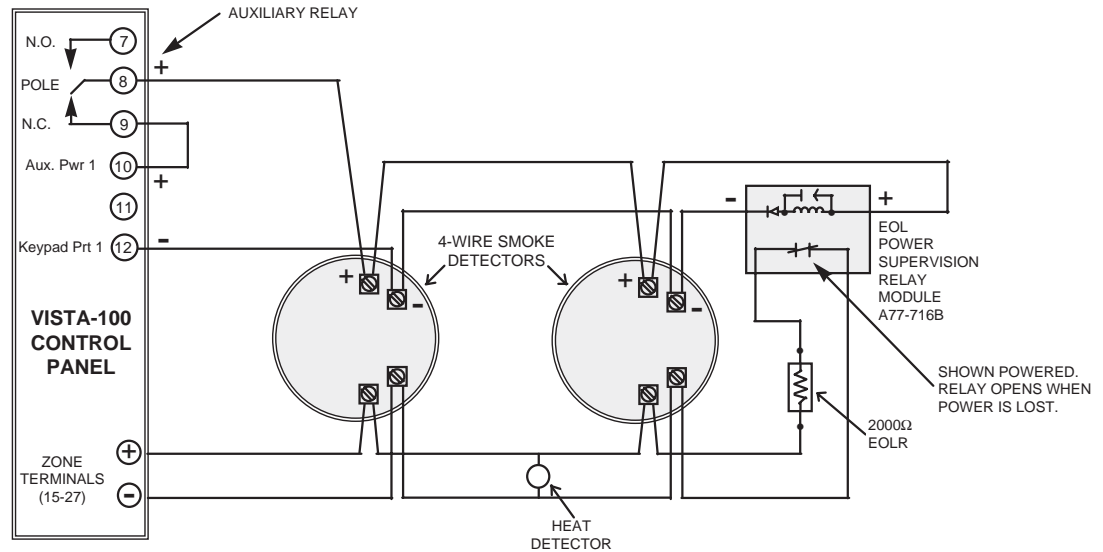 AUXILIARY RELAY
N.O.
7
+
POLE
8
N.C.
9
Aux. Pwr 1
10
+
11
Keypad Prt 1
12
-
VISTA-100
CONTROL
PANEL
ZONE
TERMINALS
(15-27)
+
-
4-WIRE SMOKE
DETECTORS
+
-
+
-
HEAT
DETECTOR
-
+
EOL
POWER
SUPERVISION
RELAY
MODULE
A77-716B
SHOWN POWERED.
RELAY OPENS WHEN
POWER IS LOST.
2000Ω
EOLR